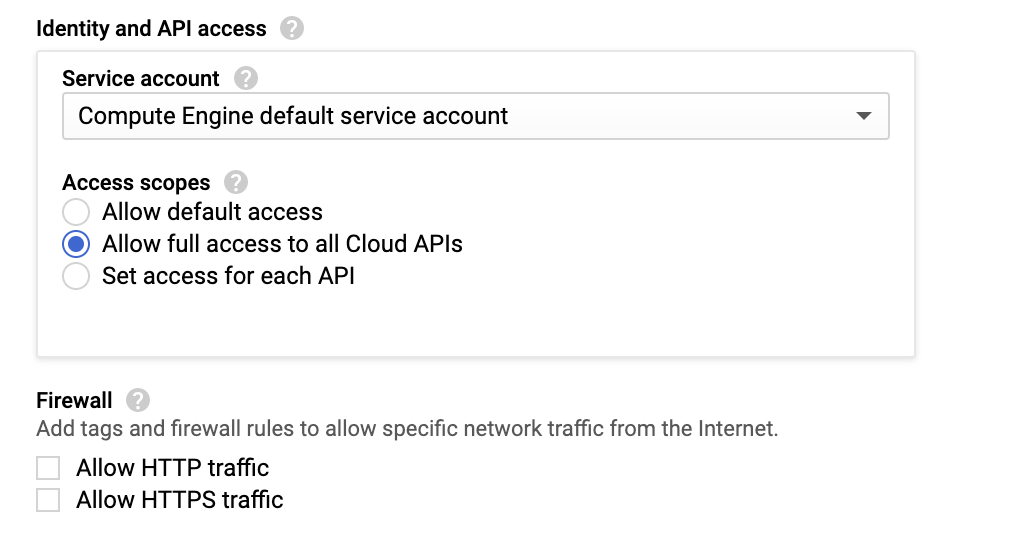 Identity and API access ?
Service account ?
Compute Engine default service account
Access scopes ?
Allow default access
Allow full access to all Cloud APIs
Set access for each API
Firewall ?
Add tags and firewall rules to allow specific network traffic from the Internet.
Allow HTTP traffic
Allow HTTPS traffic